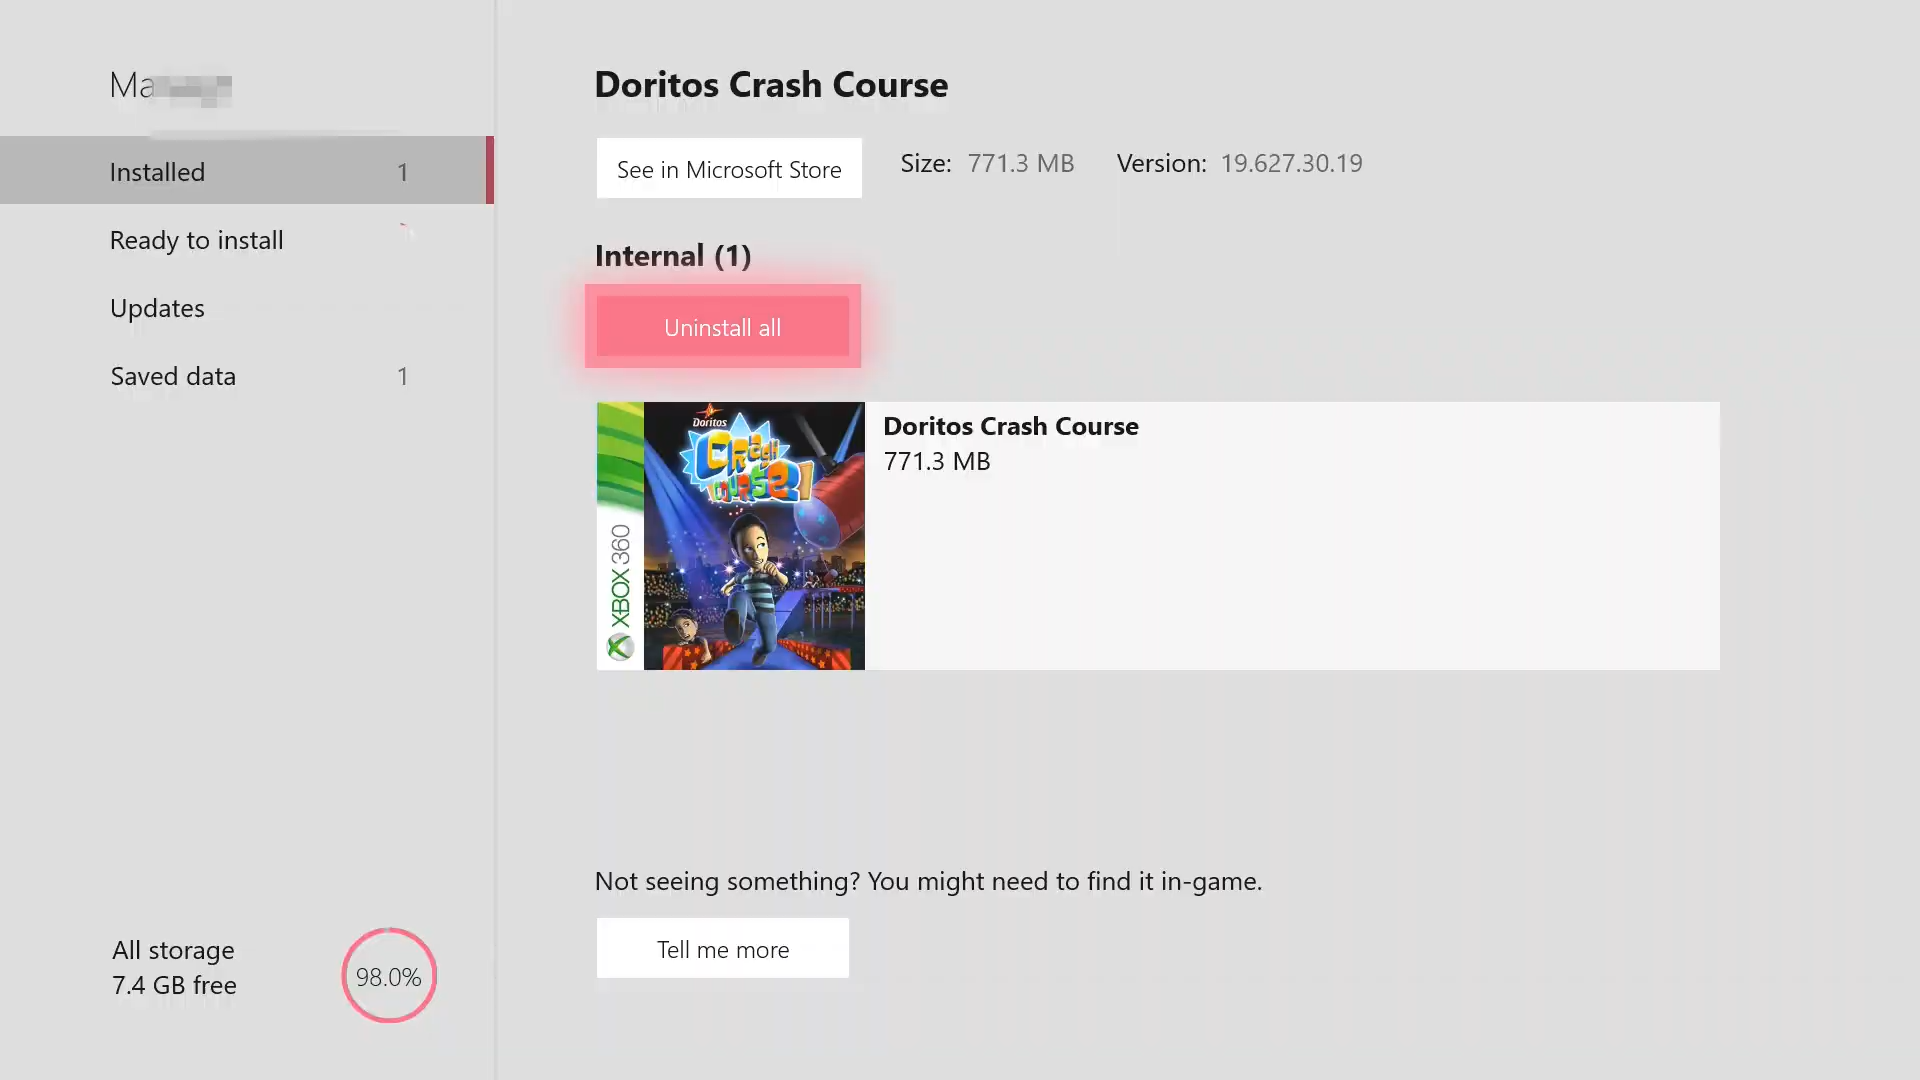 Doritos Crash Course
Installed 1
Ready to install
Updates
Saved data 1
All storage
7.4 GB free
98.0%
See in Microsoft Store
Size: 771.3 MB
Version: 19.627.30.19
Internal (1)
Uninstall all
XBOX 360
Doritos
Crash
Course!
Doritos Crash Course
771.3 MB
Not seeing something? You might need to find it in-game.
Tell me more